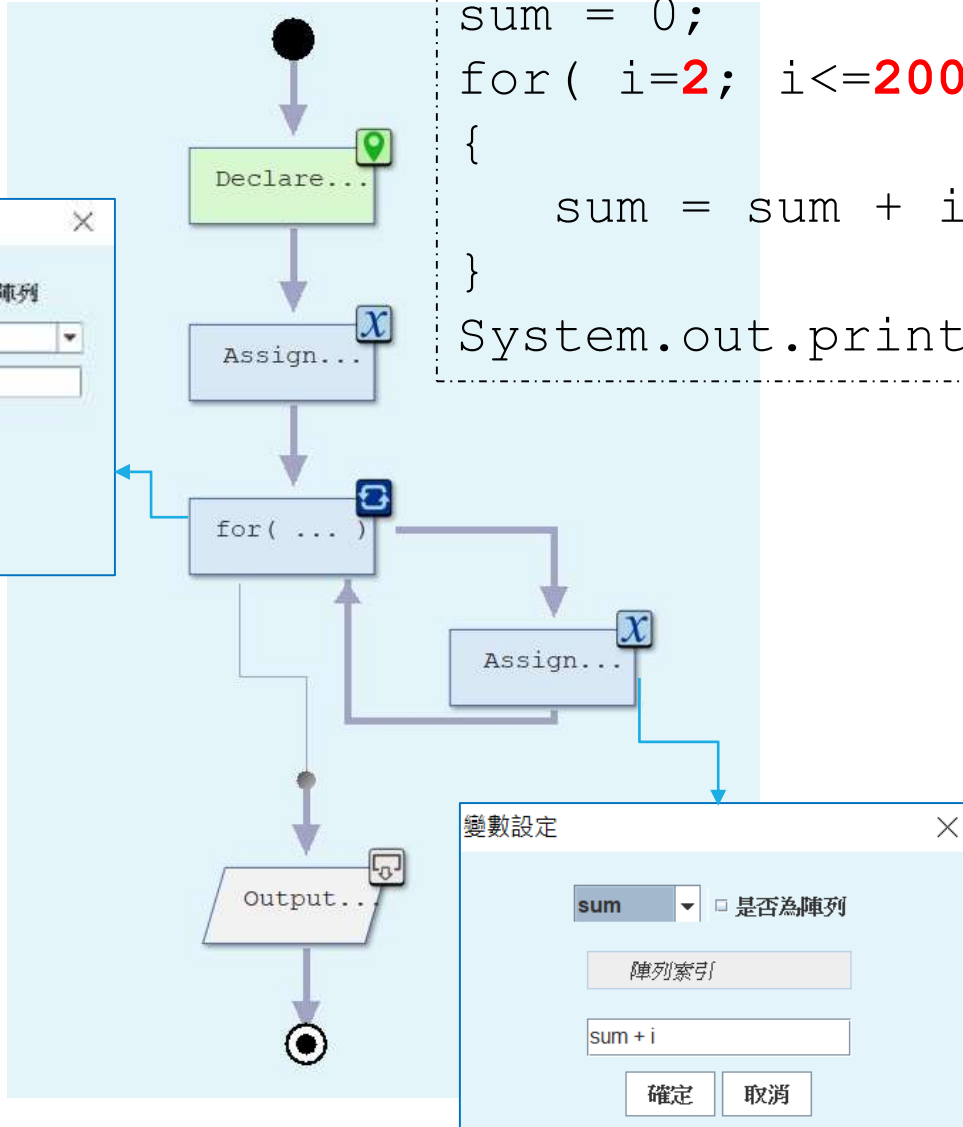 sum = 0;
for( i=2; i<=200
{
sum = sum + i
}
System.out.print
Declare...
陣列
Assign...
for( ... )
Assign...
Output...
變數設定
sum
是否為陣列
陣列索引
sum + i
確定 取消